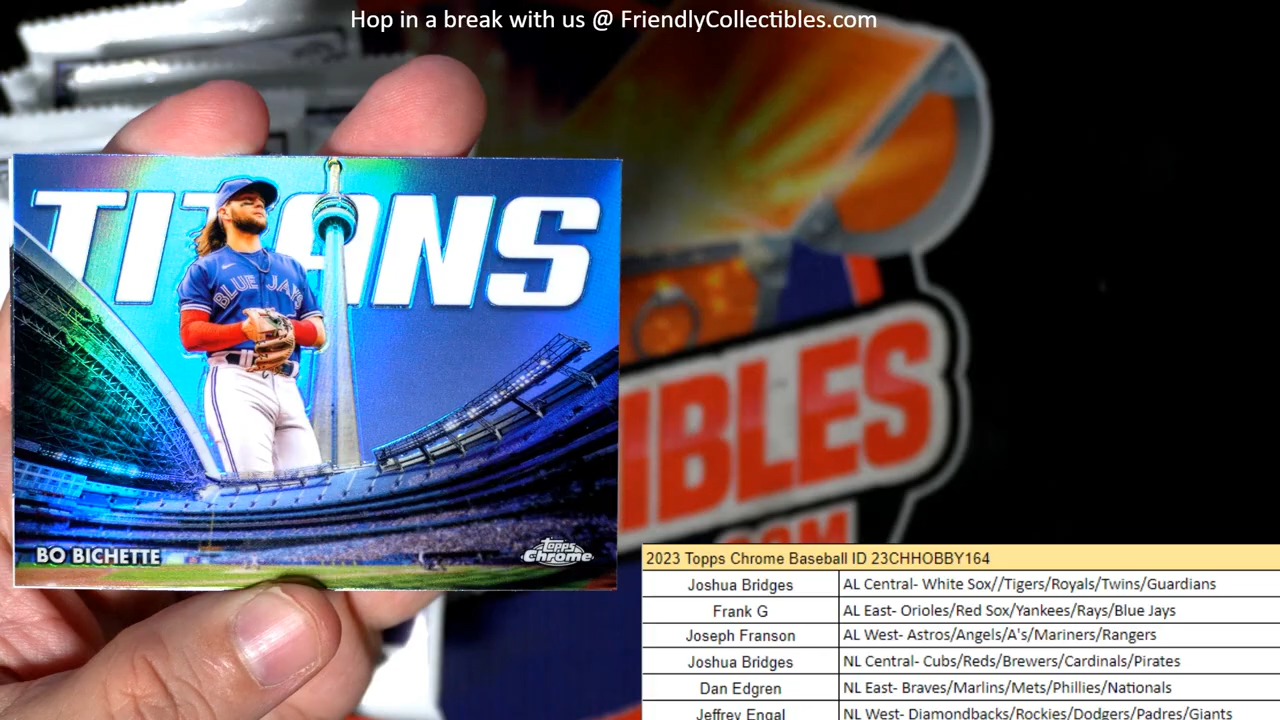 Hop in a break with us @ FriendlyCollectibles.com
TITANS
BLUE JAYS
BO BICHETTE
topps
Chrome
IBLES
.COM
2023 Topps Chrome Baseball ID 23CHHOBBY164
Joshua Bridges AL Central- White Sox//Tigers/Royals/Twins/Guardians
Frank G AL East- Orioles/Red Sox/Yankees/Rays/Blue Jays
Joseph Franson AL West- Astros/Angels/A's/Mariners/Rangers
Joshua Bridges NL Central- Cubs/Reds/Brewers/Cardinals/Pirates
Dan Edgren NL East- Braves/Marlins/Mets/Phillies/Nationals
Jeffrey Engal NL West- Diamondbacks/Rockies/Dodgers/Padres/Giants